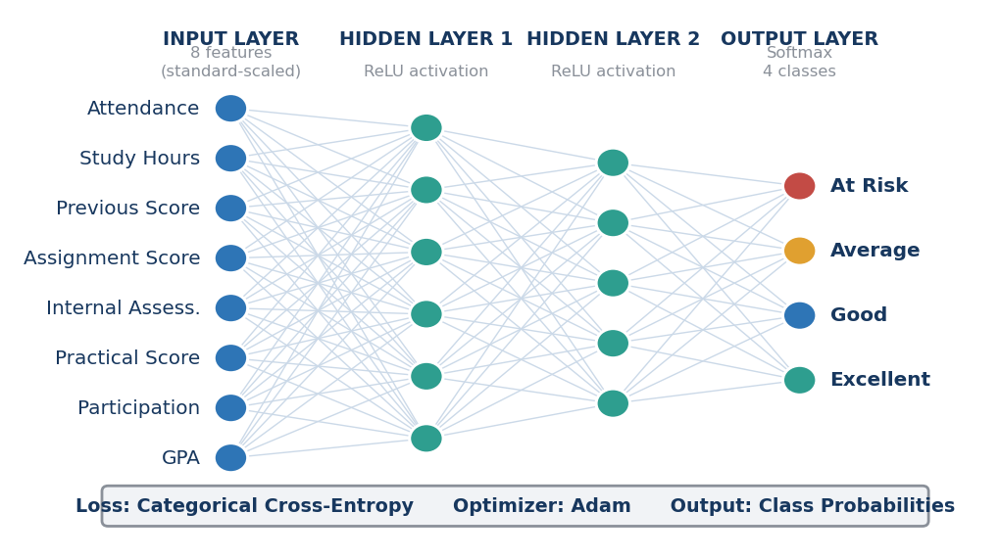 INPUT LAYER HIDDEN LAYER 1 HIDDEN LAYER 2 OUTPUT LAYER
8 features Softmax
(standard-scaled) ReLU activation ReLU activation 4 classes
Attendance
Study Hours
Previous Score
Assignment Score
Internal Assess.
Practical Score
Participation
GPA
At Risk
Average
Good
Excellent
Loss: Categorical Cross-Entropy Optimizer: Adam Output: Class Probabilities